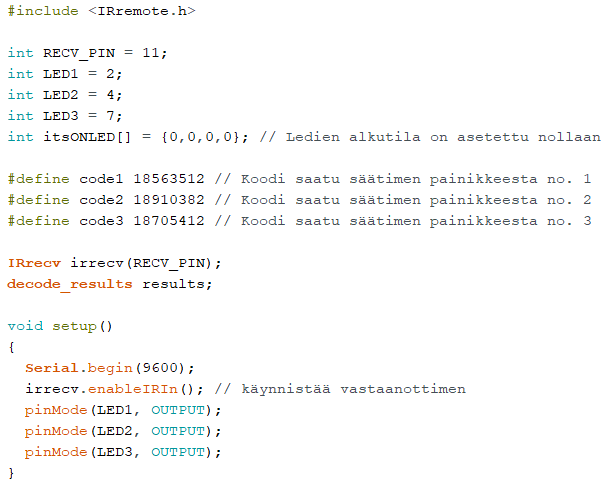 #include <IRremote.h>

int RECV_PIN = 11;
int LED1 = 2;
int LED2 = 4;
int LED3 = 7;
int itsONLED[] = {0,0,0,0}; // Ledien alkutila on asetettu nollaan

#define code1 18563512 // Koodi saatu säätimen painikkeesta no. 1
#define code2 18910382 // Koodi saatu säätimen painikkeesta no. 2
#define code3 18705412 // Koodi saatu säätimen painikkeesta no. 3

IRrecv irrecv(RECV_PIN);
decode_results results;

void setup()
{
  Serial.begin(9600);
  irrecv.enableIRIn(); // käynnistää vastaanottimen
  pinMode(LED1, OUTPUT);
  pinMode(LED2, OUTPUT);
  pinMode(LED3, OUTPUT);
}